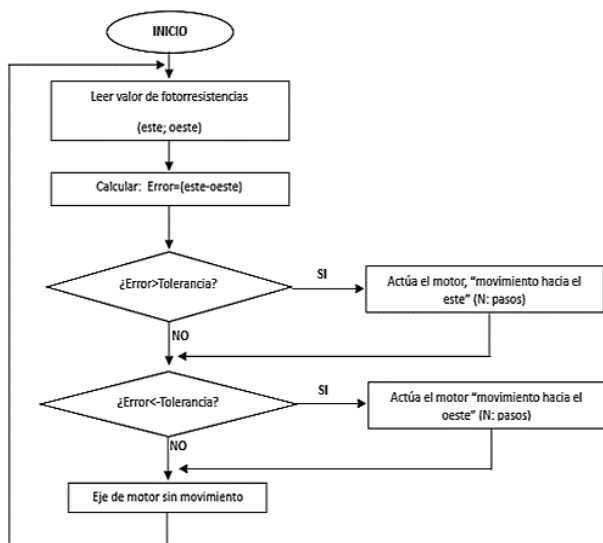 INICIO
Leer valor de fotorresistencias
(este; oeste)
Calcular: Error=(este-oeste)
¿Error>Tolerancia?
SI
Actúa el motor, “movimiento hacia el
este” (N: pasos)
NO
¿Error<-Tolerancia?
SI
Actúa el motor “movimiento hacia el
oeste” (N: pasos)
NO
Eje de motor sin movimiento